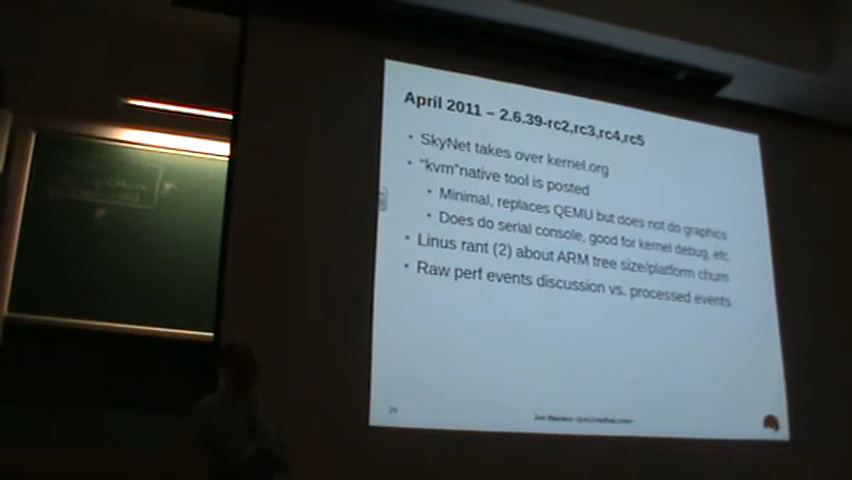 April 2011 – 2.6.39-rc2,rc3,rc4,rc5
• SkyNet takes over kernel.org
• "kvm"native tool is posted
• Minimal, replaces QEMU but does not do graphics
• Does do serial console, good for kernel debug, etc.
• Linus rant (2) about ARM tree size/platform churn
• Raw perf events discussion vs. processed events